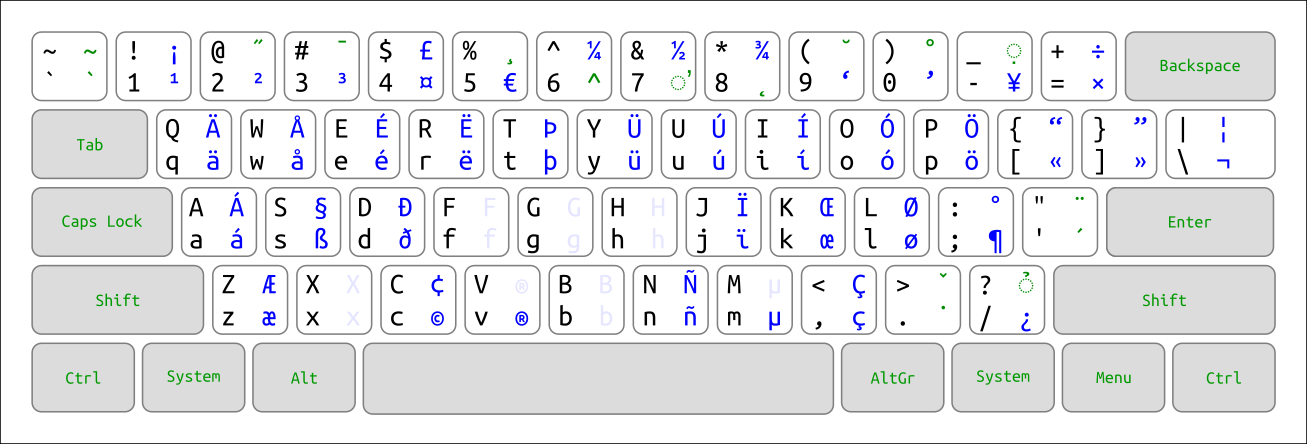 ~ ~ ! ¡ @ ˝ # ¯ $ £ % ¸ ^ ¼ & ½ * ¾ ( ˘ ) ° _ ◌̣ + ÷ Backspace
` ` 1 ¹ 2 ² 3 ³ 4 ¤ 5 € 6 ^ 7 ◌̛ 8 ˛ 9 ‘ 0 ’ - ¥ = ×
Tab Q Ä W Å E É R Ë T Þ Y Ü U Ú I Í O Ó P Ö { “ } ” | ¦
q ä w å e é r ë t þ y ü u ú i í o ó p ö [ « ] » \ ¬
Caps Lock A Á S § D Ð F F G G H H J Ï K Œ L Ø : ° " ¨ Enter
a á s ß d ð f f g g h h j ï k œ l ø ; ¶ ' ´
Shift Z Æ X X C ¢ V ® B B N Ñ M µ < Ç > ˇ ? ◌̉ Shift
z æ x x c © v ® b b n ñ m µ , ç . ˙ / ¿
Ctrl System Alt AltGr System Menu Ctrl